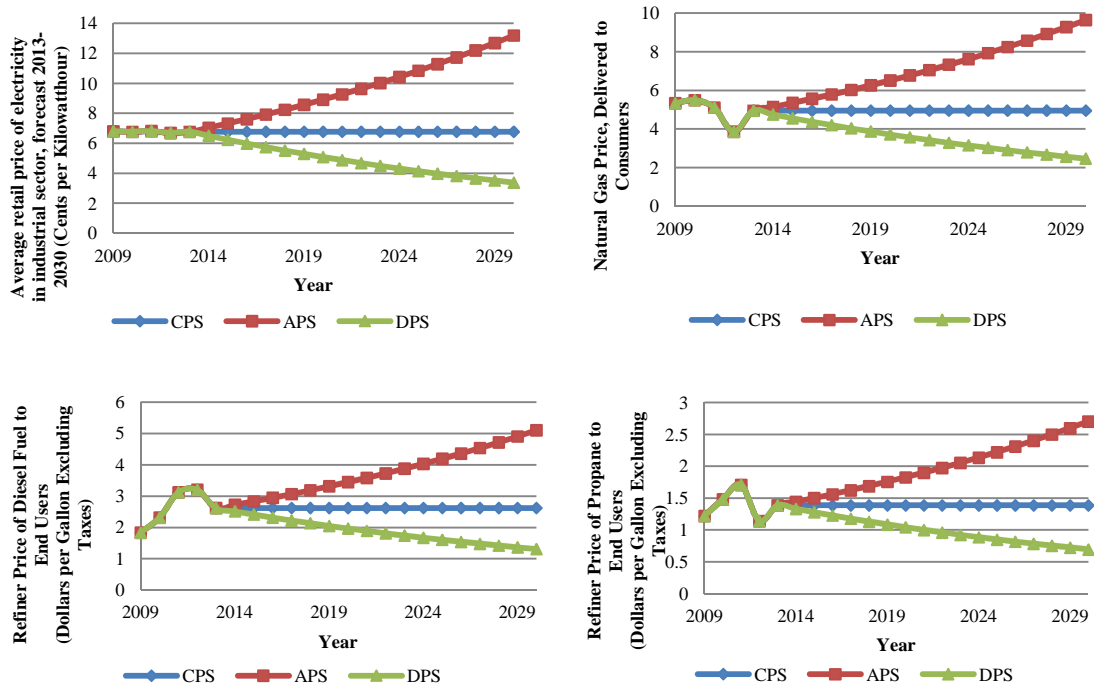 Average retail price of electricity
in industrial sector, forecast 2013-
2030 (Cents per Kilowatthour)
14
12
10
8
6
4
2
0
2009 2014 2019 2024 2029
Year
CPS APS DPS
Natural Gas Price, Delivered to
Consumers
10
8
6
4
2
0
2009 2014 2019 2024 2029
Year
CPS APS DPS
Refiner Price of Diesel Fuel to
End Users
(Dollars per Gallon Excluding
Taxes)
6
5
4
3
2
1
0
2009 2014 2019 2024 2029
Year
CPS APS DPS
Refiner Price of Propane to
End Users
(Dollars per Gallon Excluding
Taxes)
3
2.5
2
1.5
1
0.5
0
2009 2014 2019 2024 2029
Year
CPS APS DPS